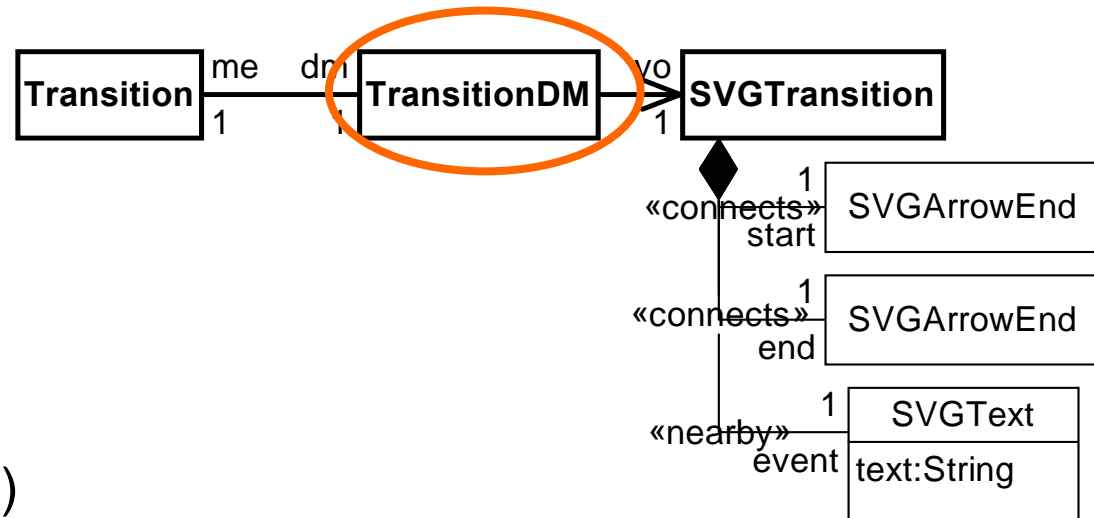 me dm vo
Transition TransitionDM SVGTransition
1 1 1
1
«connects» SVGArrowEnd
start
1
«connects» SVGArrowEnd
end
1 SVGText
«nearby»
event text:String
)